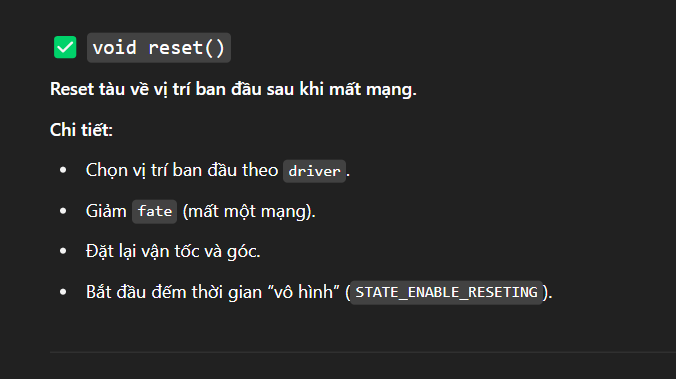 void reset()
Reset tàu về vị trí ban đầu sau khi mất mạng.
Chi tiết:
• Chọn vị trí ban đầu theo driver.
• Giảm fate (mất một mạng).
• Đặt lại vận tốc và góc.
• Bắt đầu đếm thời gian “vô hình” (STATE_ENABLE_RESETING).